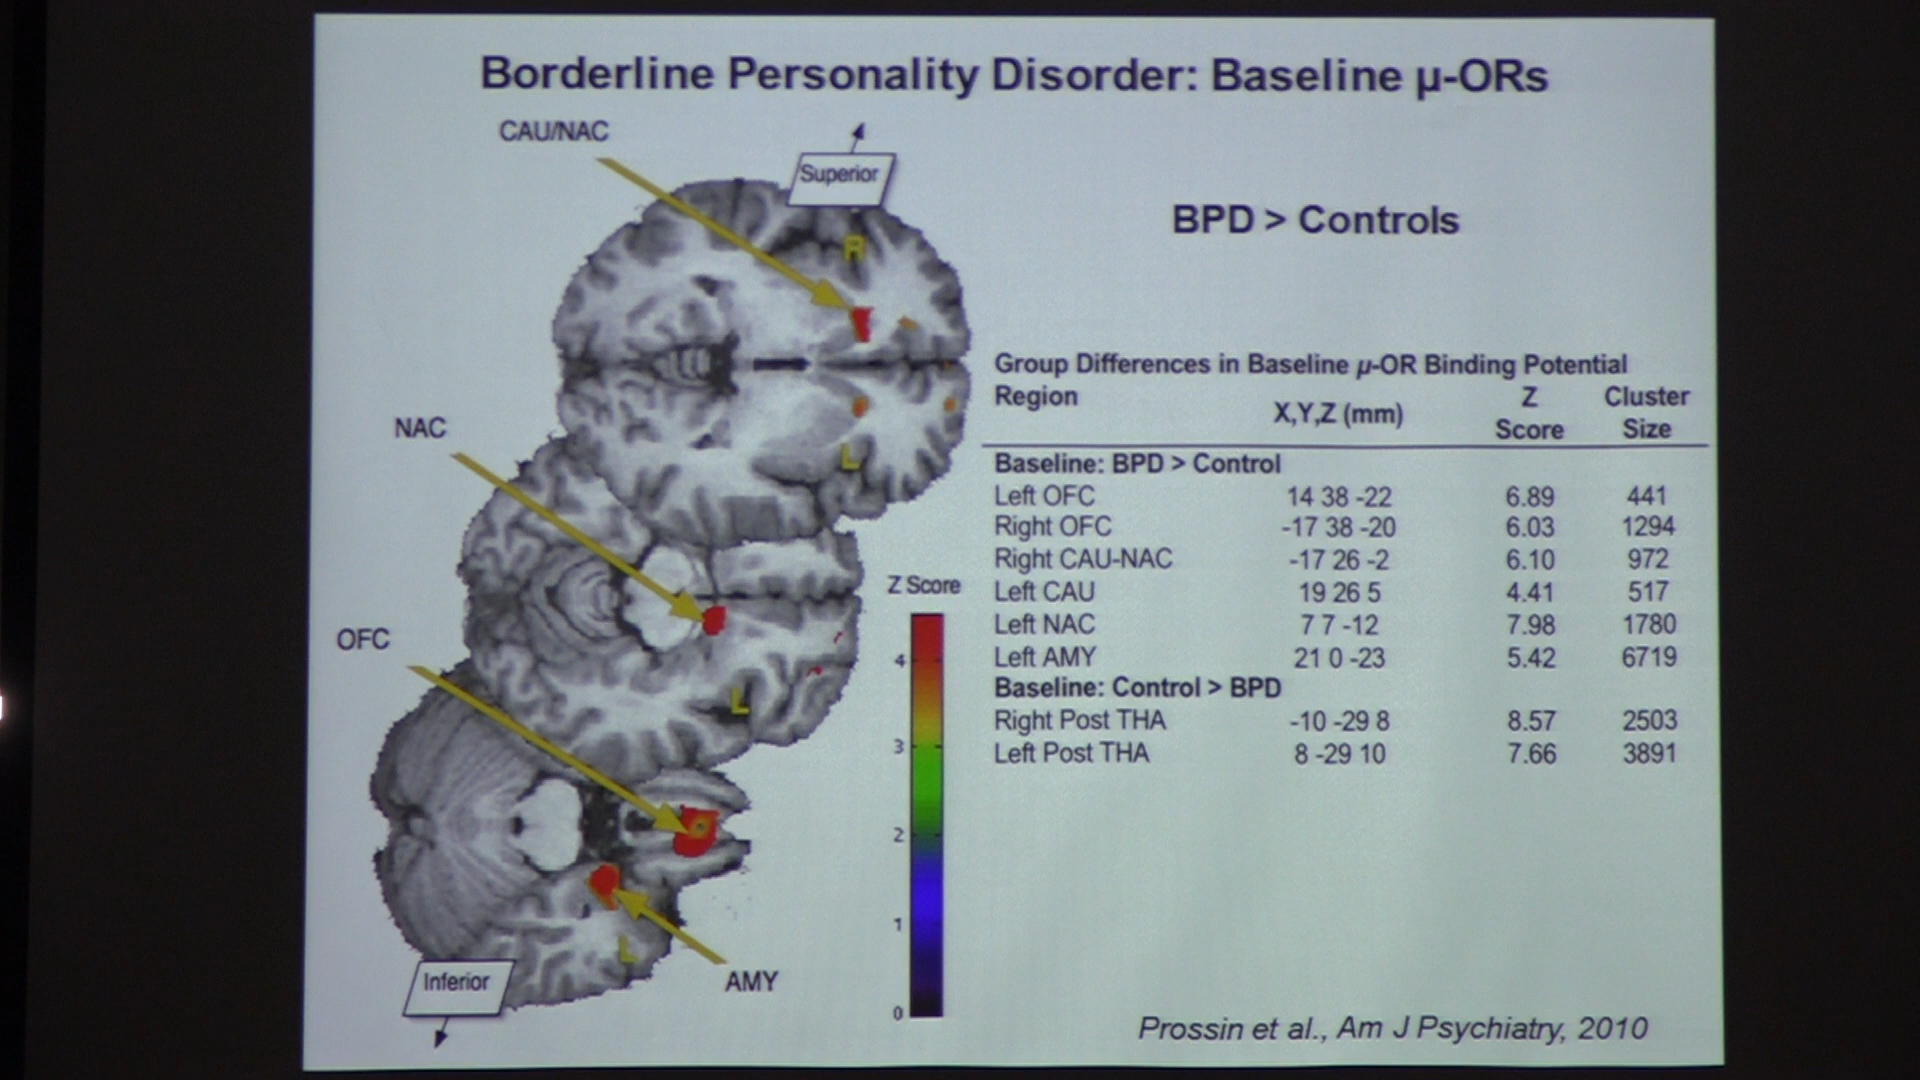 Borderline Personality Disorder: Baseline µ-ORs
CAU/NAC
Superior
R
BPD > Controls
L
NAC
L
OFC
L
AMY
Inferior
Z Score
4
3
2
1
0
Group Differences in Baseline µ-OR Binding Potential
Region X,Y,Z (mm) Z Score Cluster Size
Baseline: BPD > Control
Left OFC 14 38 -22 6.89 441
Right OFC -17 38 -20 6.03 1294
Right CAU-NAC -17 26 -2 6.10 972
Left CAU 19 26 5 4.41 517
Left NAC 7 7 -12 7.98 1780
Left AMY 21 0 -23 5.42 6719
Baseline: Control > BPD
Right Post THA -10 -29 8 8.57 2503
Left Post THA 8 -29 10 7.66 3891
Prossin et al., Am J Psychiatry, 2010